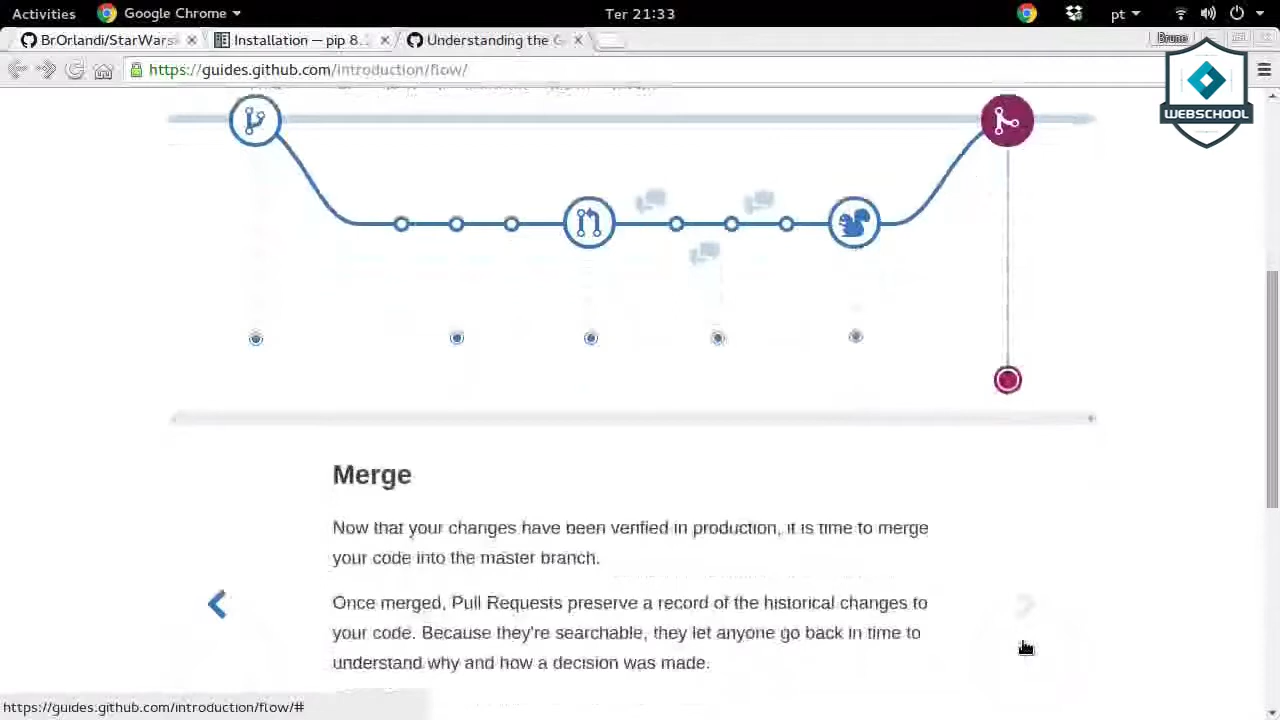 Activities
Google Chrome
Ter 21:33
pt
BrOrlandi/StarWars
Installation — pip 8.
Understanding the G
Bruno
https://guides.github.com/introduction/flow/
WEBSCHOOL
Merge
Now that your changes have been verified in production, it is time to merge
your code into the master branch.
Once merged, Pull Requests preserve a record of the historical changes to
your code. Because they're searchable, they let anyone go back in time to
understand why and how a decision was made.
https://guides.github.com/introduction/flow/#